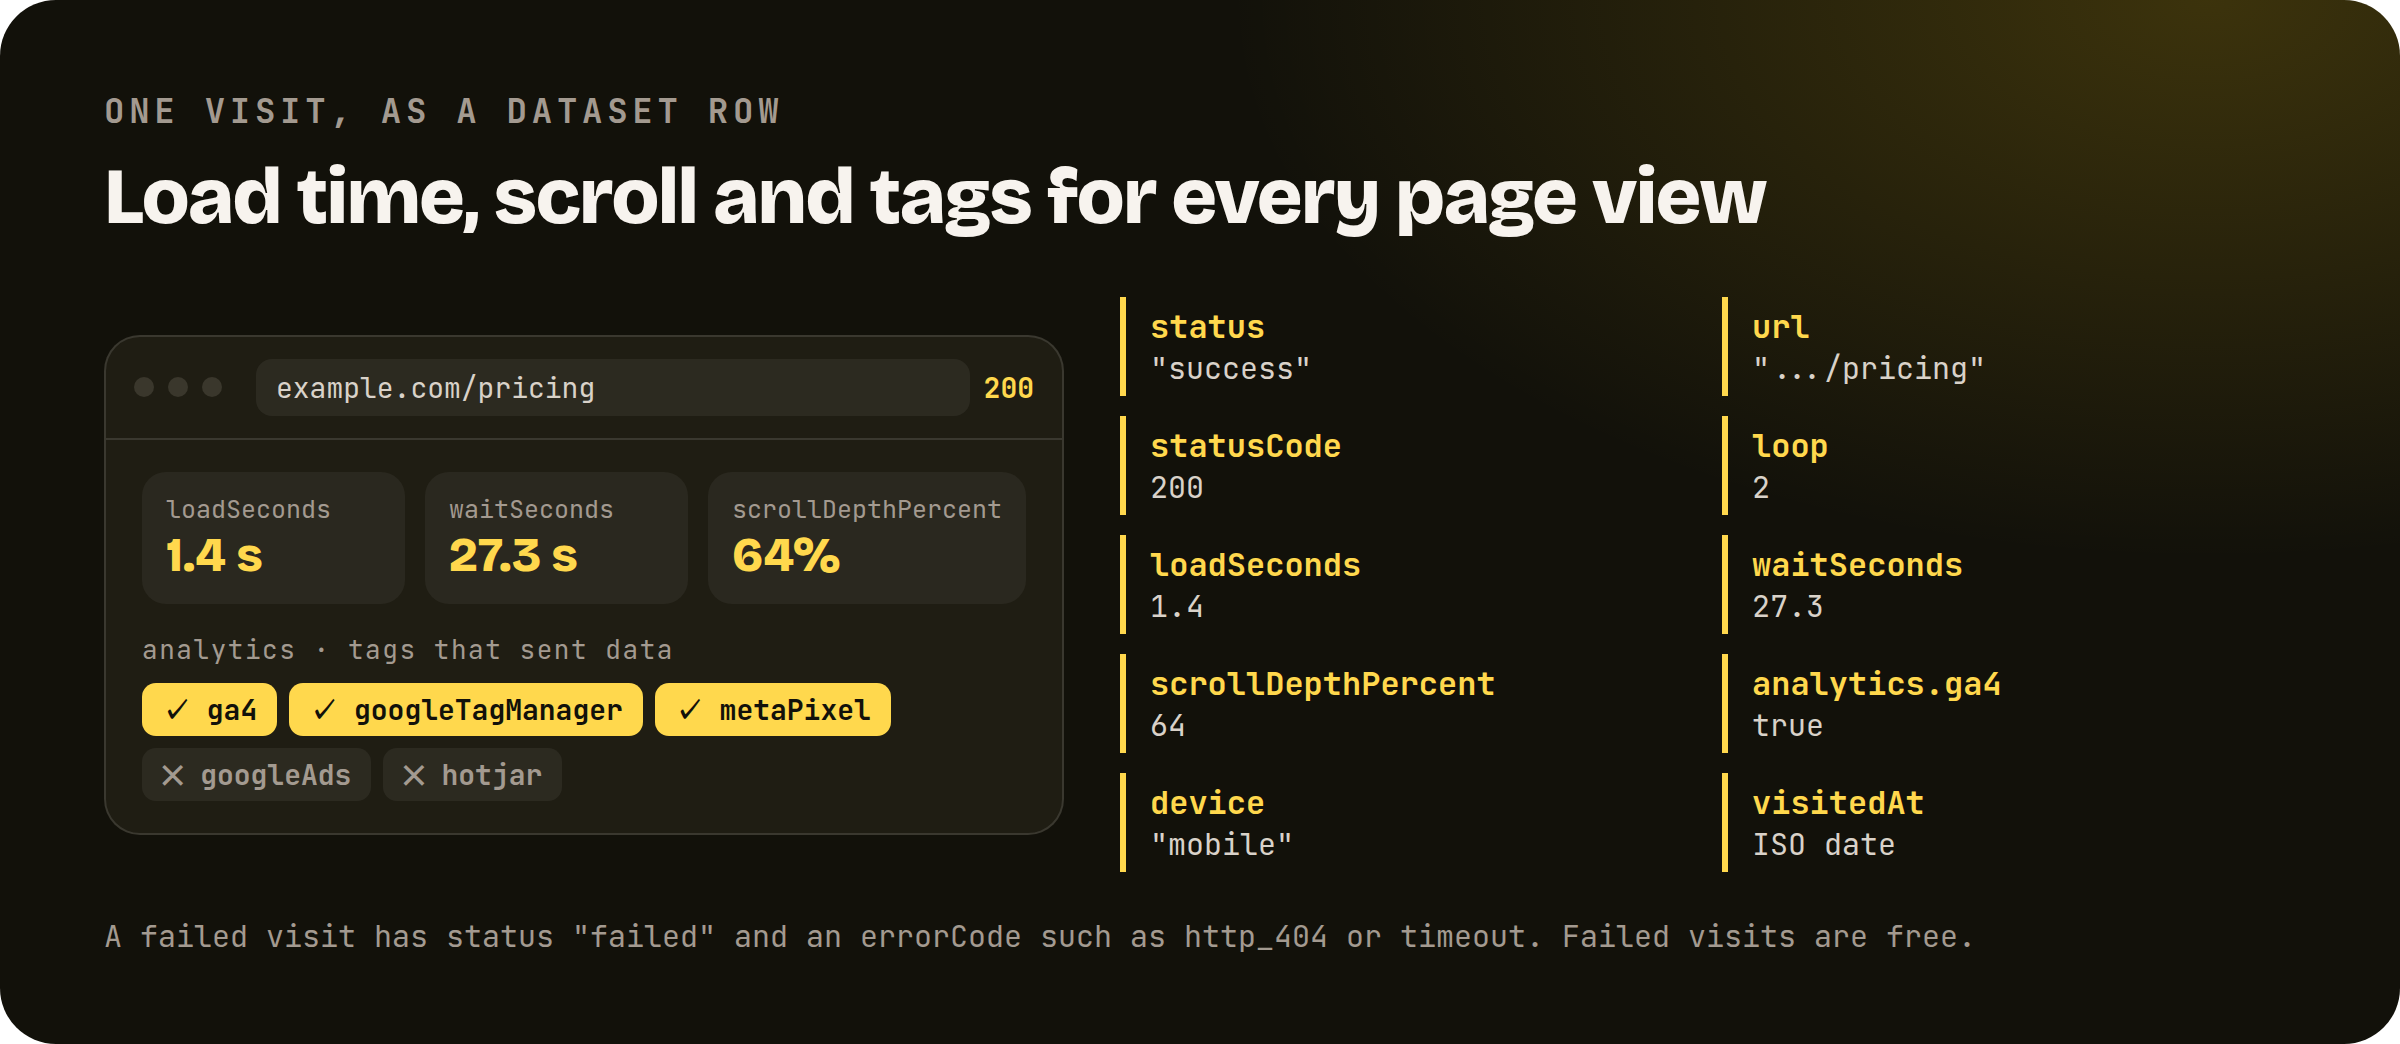 ONE VISIT, AS A DATASET ROW
Load time, scroll and tags for every page view
example.com/pricing
200
loadSeconds
1.4 s
waitSeconds
27.3 s
scrollDepthPercent
64%
analytics · tags that sent data
✓ ga4
✓ googleTagManager
✓ metaPixel
✕ googleAds
✕ hotjar
status
"success"
url
".../pricing"
statusCode
200
loop
2
loadSeconds
1.4
waitSeconds
27.3
scrollDepthPercent
64
analytics.ga4
true
device
"mobile"
visitedAt
ISO date
A failed visit has status "failed" and an errorCode such as http_404 or timeout. Failed visits are free.